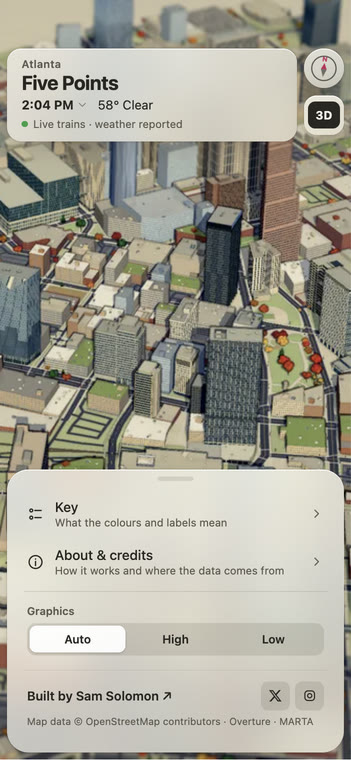 Atlanta
Five Points
2:04 PM 58° Clear
Live trains · weather reported
N
3D
Key
What the colours and labels mean
About & credits
How it works and where the data comes from
Graphics
Auto High Low
Built by Sam Solomon ↗
Map data © OpenStreetMap contributors · Overture · MARTA